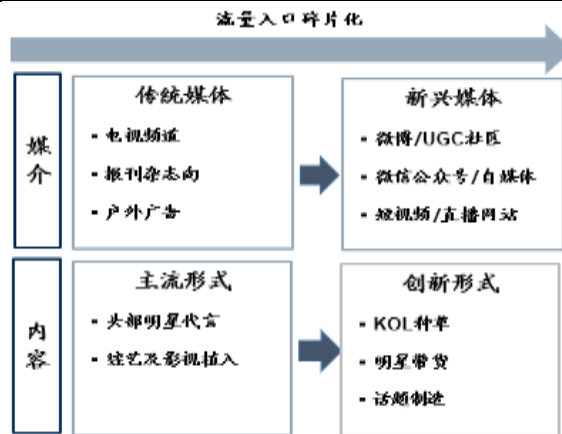 流量入口碎片化
媒介
传统媒体
电视频道
报刊杂志向
户外广告
新兴媒体
微博/UGC社区
微信公众号/自媒体
短视频/直播网站
内容
主流形式
头部明星代言
综艺及影视植入
创新形式
KOL种草
明星带货
话题制造